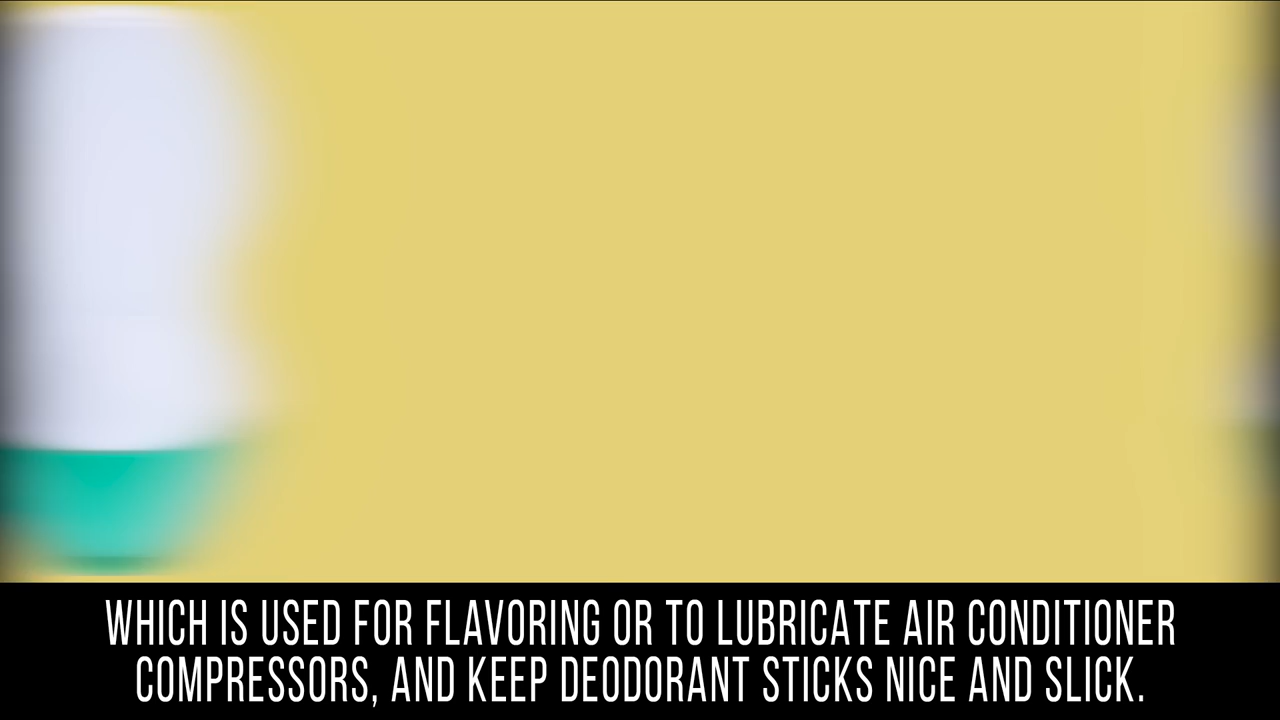 WHICH IS USED FOR FLAVORING OR TO LUBRICATE AIR CONDITIONER
COMPRESSORS, AND KEEP DEODORANT STICKS NICE AND SLICK.